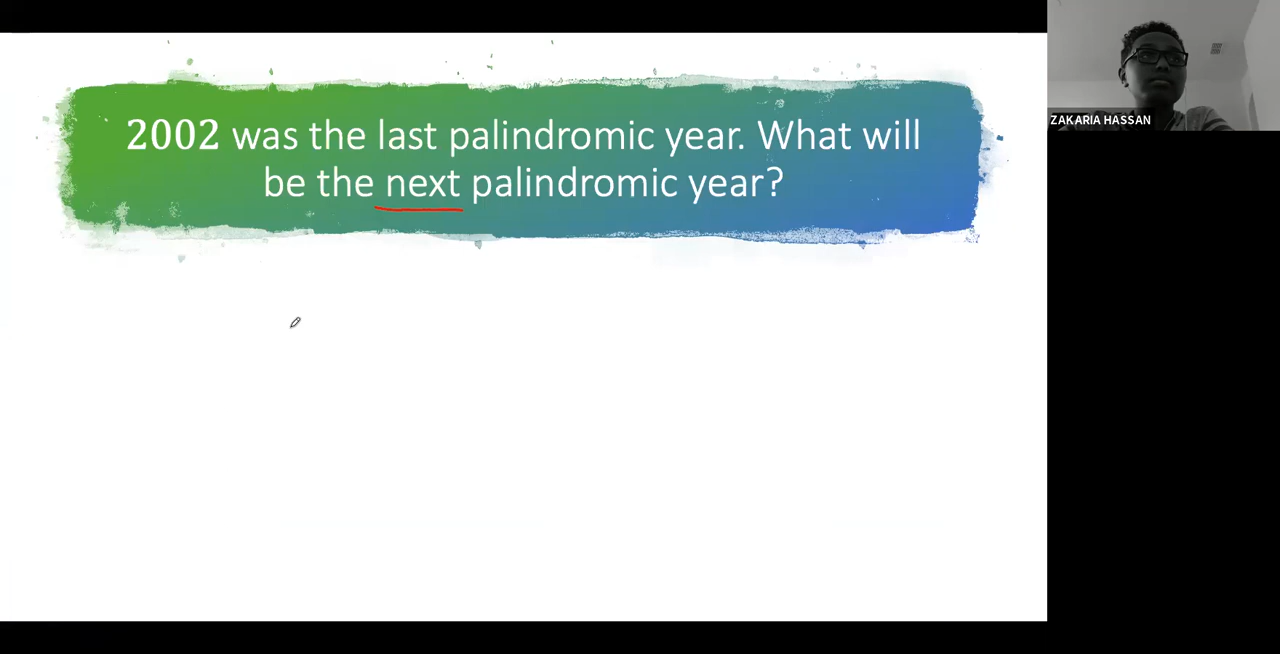 2002 was the last palindromic year. What will
be the next palindromic year?
ZAKARIA HASSAN